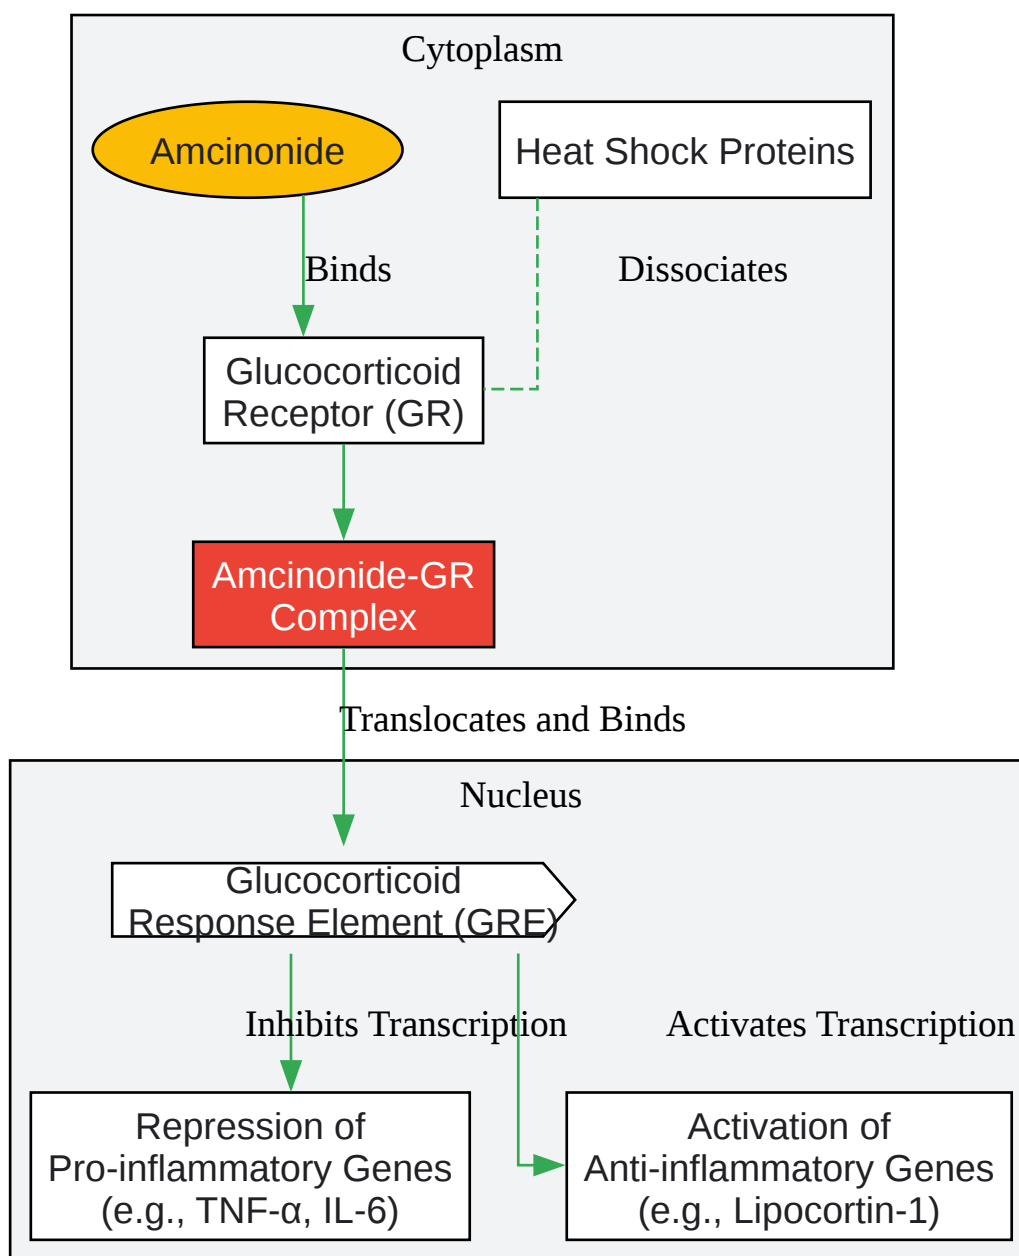 Cytoplasm
Amcinonide
Heat Shock Proteins
Binds
Dissociates
Glucocorticoid
Receptor (GR)
Amcinonide-GR
Complex
Translocates and Binds
Nucleus
Glucocorticoid
Response Element (GRE)
Inhibits Transcription
Activates Transcription
Repression of
Pro-inflammatory Genes
(e.g., TNF-α, IL-6)
Activation of
Anti-inflammatory Genes
(e.g., Lipocortin-1)